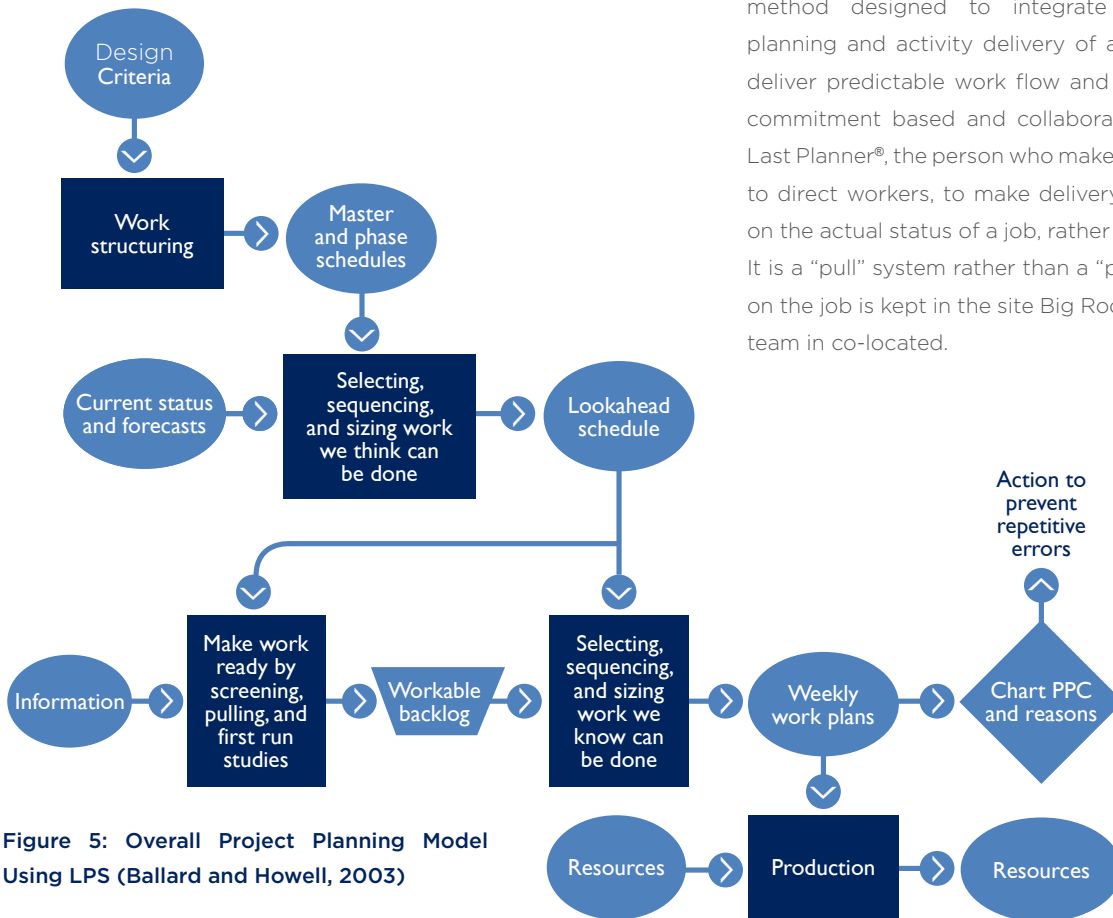 method designed to integrate
planning and activity delivery of a
deliver predictable work flow and
commitment based and collabora
Last Planner®, the person who make
to direct workers, to make delivery
on the actual status of a job, rather
It is a “pull” system rather than a “p
on the job is kept in the site Big Roo
team in co-located.
Design
Criteria
Work
structuring
Master
and phase
schedules
Current status
and forecasts
Selecting,
sequencing,
and sizing work
we think can
be done
Lookahead
schedule
Action to
prevent
repetitive
errors
Information
Make work
ready by
screening,
pulling, and
first run
studies
Workable
backlog
Selecting,
sequencing,
and sizing
work we
know can
be done
Weekly
work plans
Chart PPC
and reasons
Resources
Production
Resources
Figure 5: Overall Project Planning Model
Using LPS (Ballard and Howell, 2003)